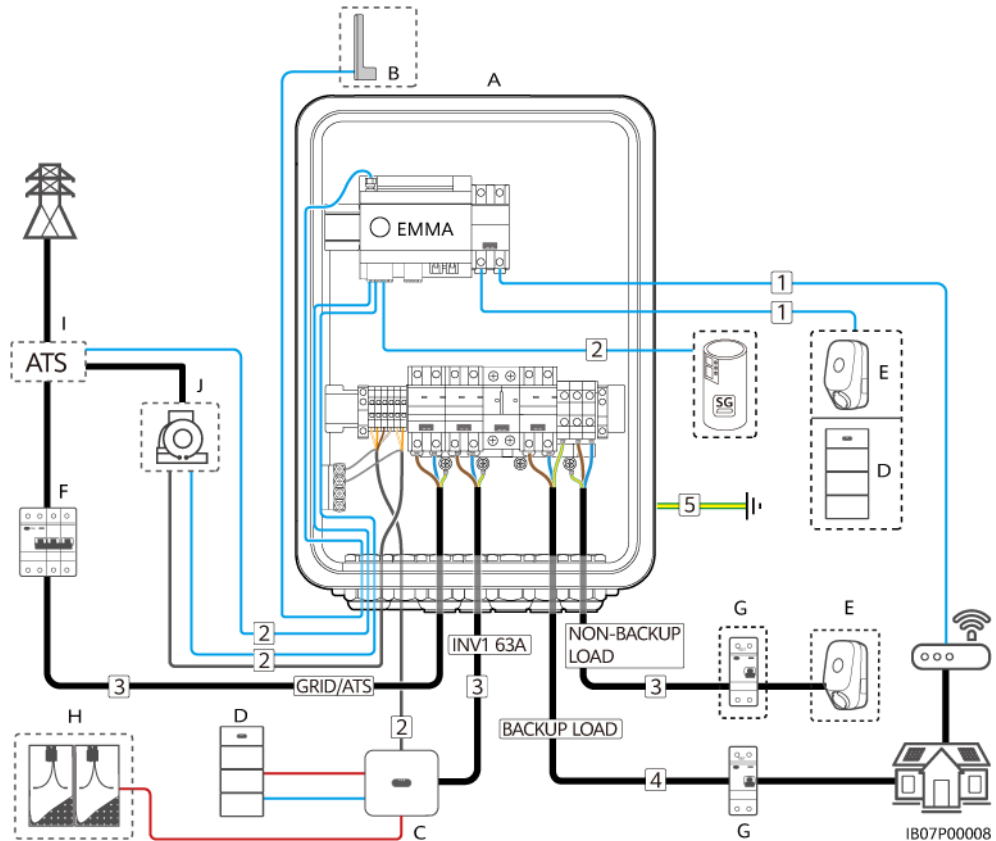 B
A
EMMA
1
I
1
ATS
2
E
J
SG
D
F
5
2
G
E
INV1 63A
NON-BACKUP
LOAD
2
3
GRID/ATS
3
3
H
D
2
BACKUP LOAD
4
C
G
IB07P00008